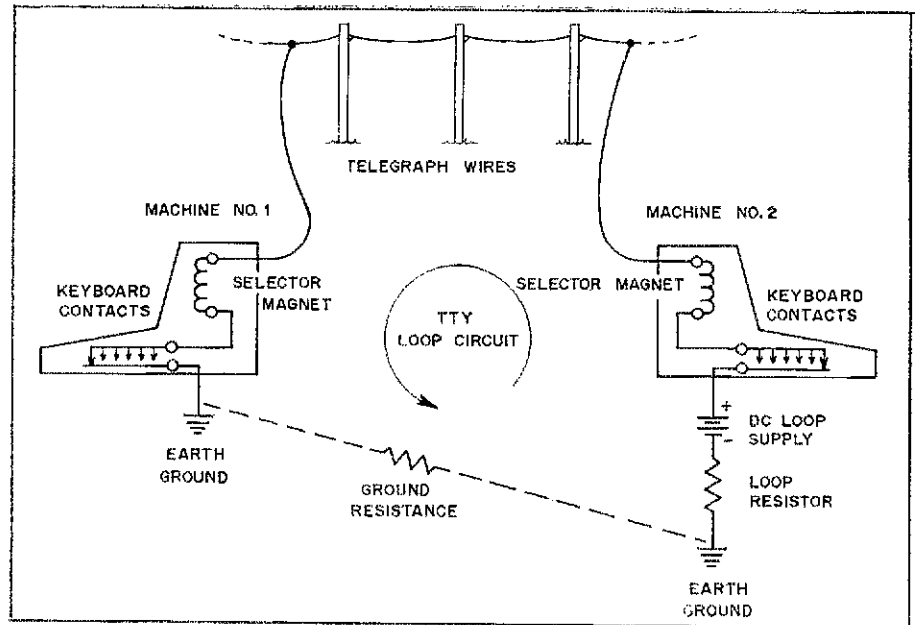 TELEGRAPH WIRES
MACHINE NO. 1
MACHINE NO. 2
KEYBOARD
CONTACTS
SELECTOR
MAGNET
TTY
LOOP CIRCUIT
SELECTOR MAGNET
KEYBOARD
CONTACTS
EARTH
GROUND
GROUND
RESISTANCE
+
DC LOOP
SUPPLY
-
LOOP
RESISTOR
EARTH
GROUND